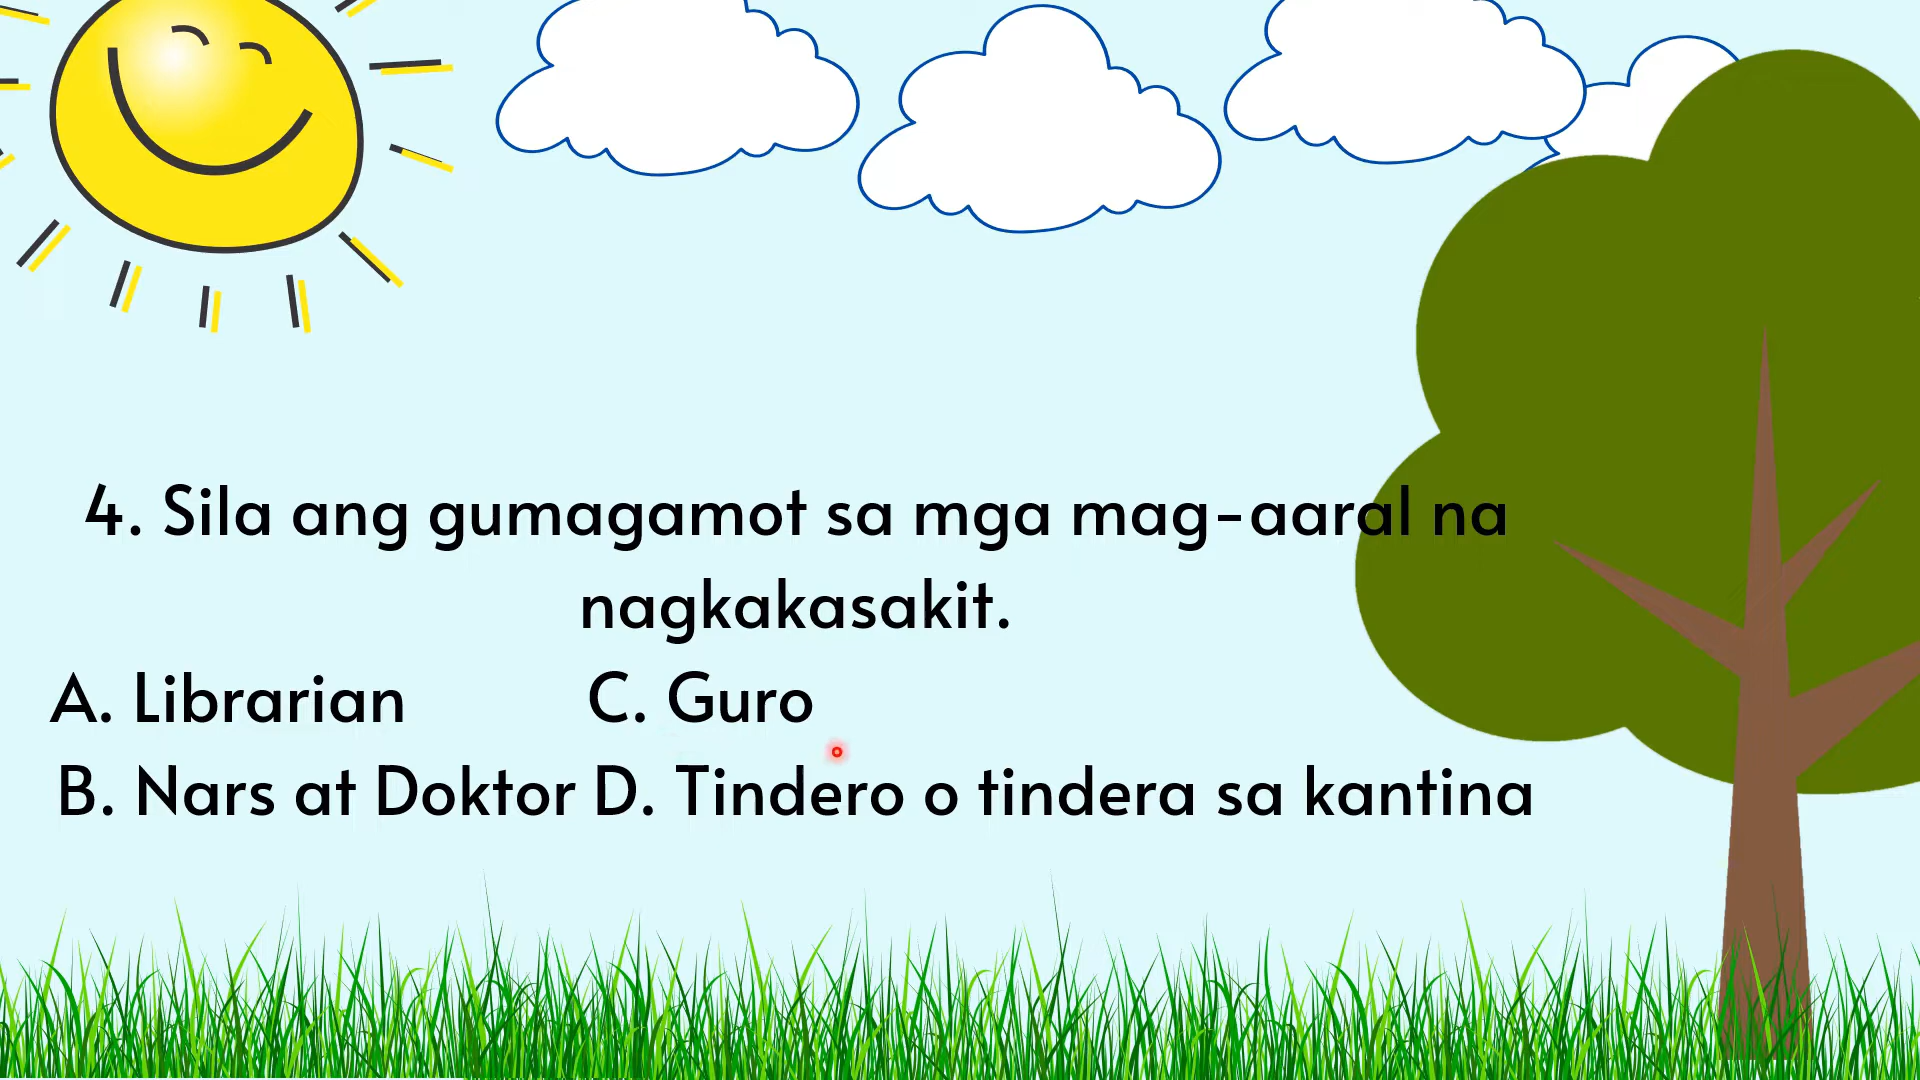 4. Sila ang gumagamot sa mga mag-aaral na
nagkakasakit.
A. Librarian C. Guro
B. Nars at Doktor D. Tindero o tindera sa kantina